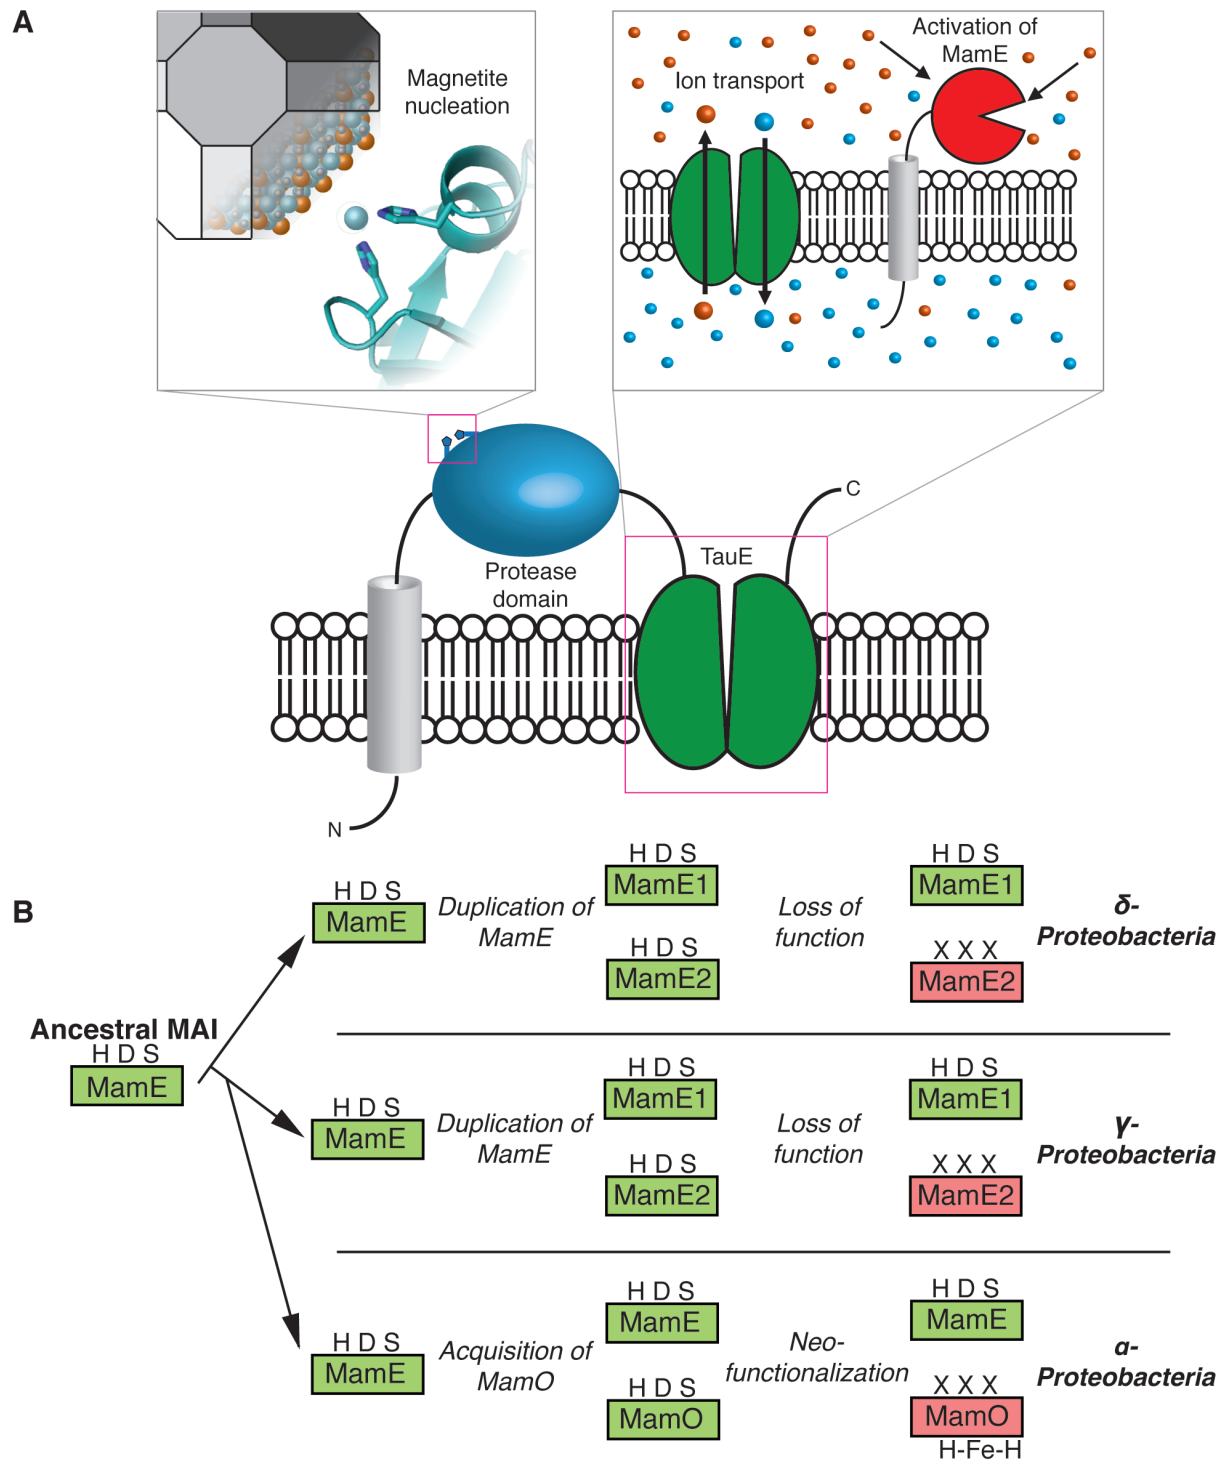 A
Magnetite
nucleation
Activation of
MamE
Ion transport
C
TauE
Protease
domain
N
B
Ancestral MAI
H D S
MamE
H D S
MamE
Duplication of
MamE
H D S
MamE1
H D S
MamE2
Loss of
function
H D S
MamE1
X X X
MamE2
δ-
Proteobacteria
H D S
MamE
Duplication of
MamE
H D S
MamE1
H D S
MamE2
Loss of
function
H D S
MamE1
X X X
MamE2
γ-
Proteobacteria
H D S
MamE
Acquisition of
MamO
H D S
MamE
H D S
MamO
Neo-
functionalization
H D S
MamE
X X X
MamO
H-Fe-H
α-
Proteobacteria